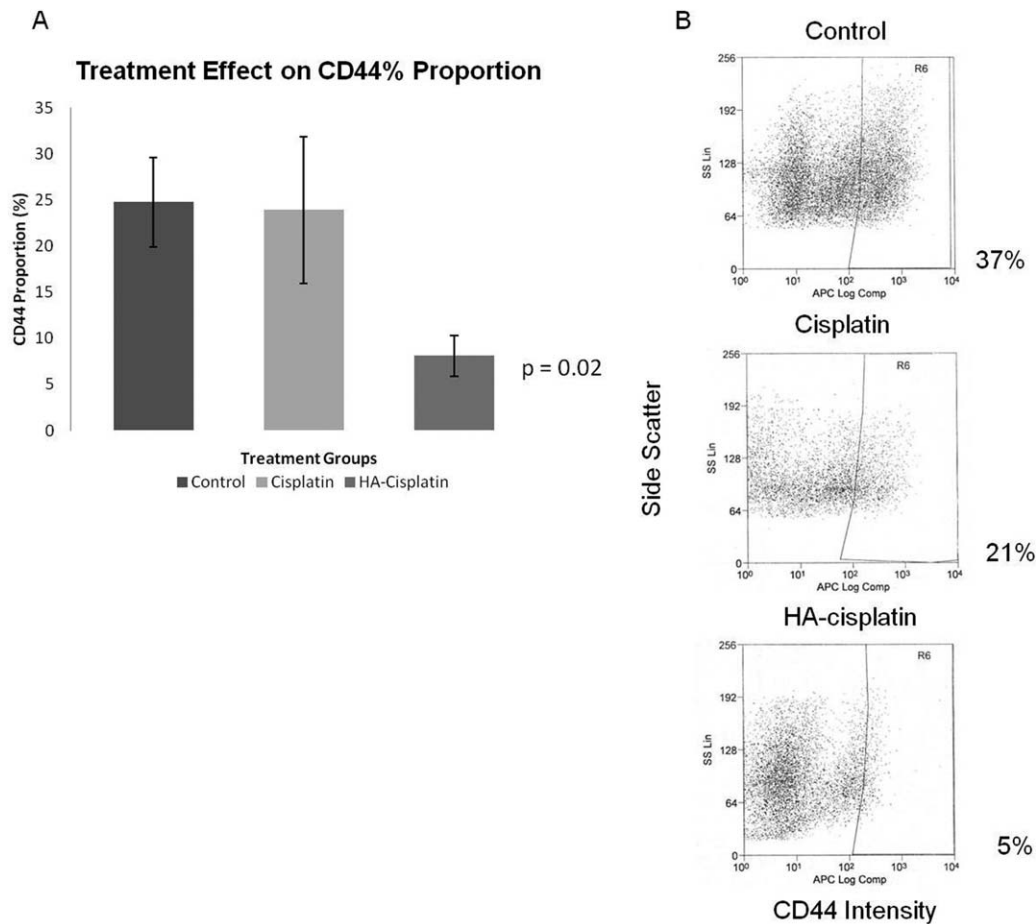 A
Treatment Effect on CD44% Proportion
35
30
25
20
15
10
5
0
CD44 Proportion (%)
p = 0.02
Treatment Groups
Control Cisplatin HA-Cisplatin
B
Side Scatter
Control
R6
256
192
128
64
0
SS Lin
10⁰ 10¹ 10² 10³ 10⁴
APC Log Comp
37%
Cisplatin
R6
256
192
128
64
0
SS Lin
10⁰ 10¹ 10² 10³ 10⁴
APC Log Comp
21%
HA-cisplatin
R6
256
192
128
64
0
SS Lin
10⁰ 10¹ 10² 10³ 10⁴
APC Log Comp
5%
CD44 Intensity